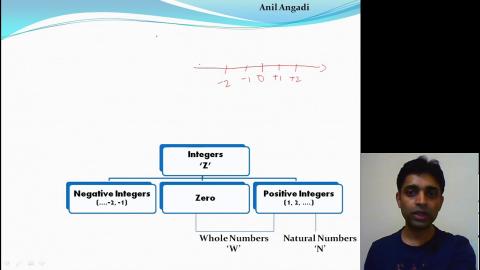 Anil Angadi
-2 -1 0 +1 +2
Integers
'Z'
Negative Integers
(....-2, -1)
Zero
Positive Integers
(1, 2, ....)
Whole Numbers
'W'
Natural Numbers
'N'